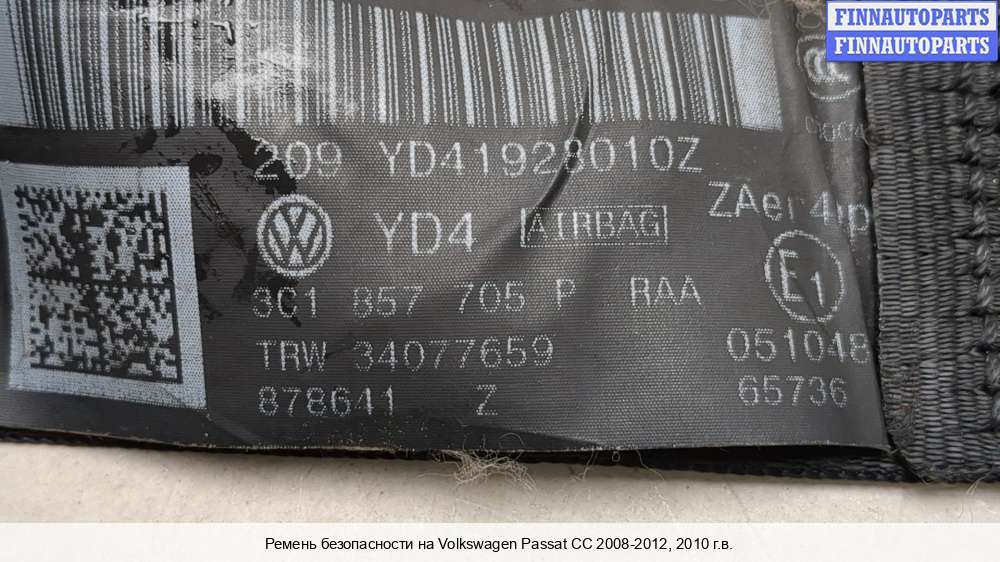 FINNAUTOPARTS
FINNAUTOPARTS
209 YD41928010Z
YD4 AIRBAG ZAer4ip
3C1 857 705 P RAA E1
TRW 34077659 051048
878641 Z 65736
Ремень безопасности на Volkswagen Passat CC 2008-2012, 2010 г.в.